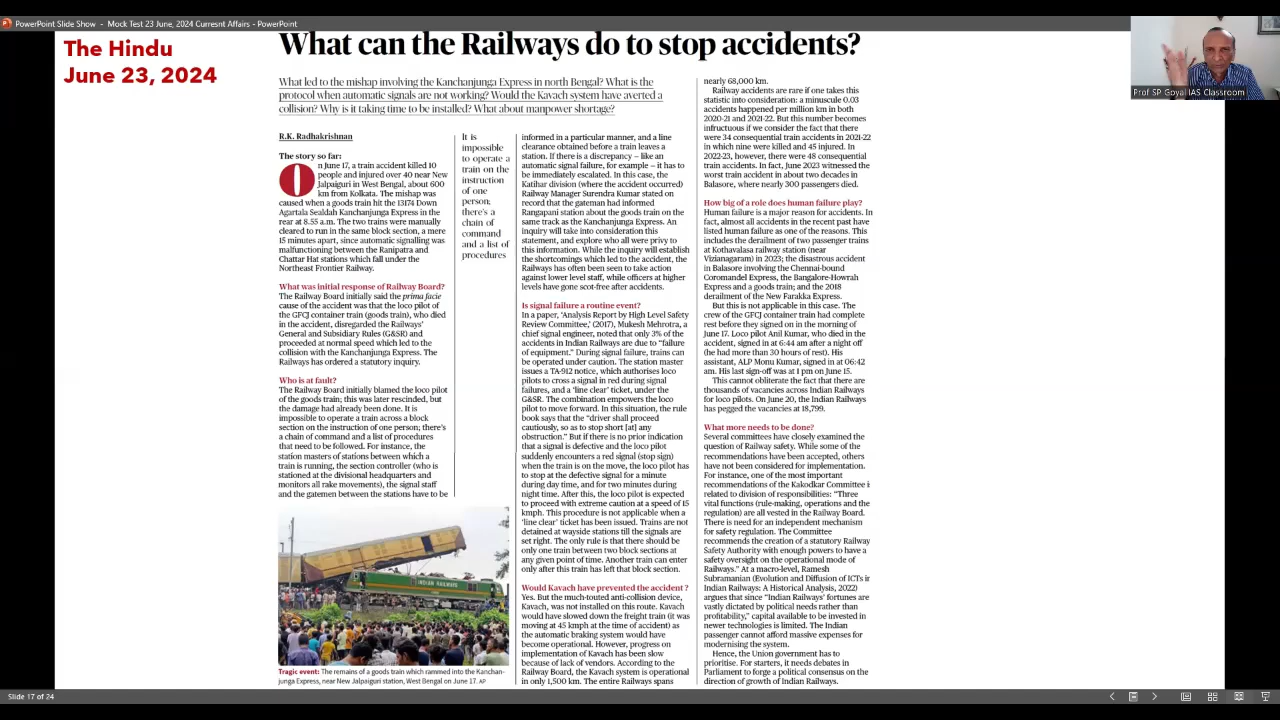 PowerPoint Slide Show - Mock Test 23 June, 2024 Curresnt Affairs - PowerPoint
The Hindu
June 23, 2024
What can the Railways do to stop accidents?
What led to the mishap involving the Kanchanjunga Express in north Bengal? What is the
protocol when automatic signals are not working? Would the Kavach system have averted a
collision? Why is it taking time to be installed? What about manpower shortage?
R.K. Radhakrishnan
The story so far:
On June 17, a train accident killed 10
people and injured over 40 near New
Jalpaiguri in West Bengal, about 600
km from Kolkata. The mishap was
caused when a goods train hit the 13174 Down
Agartala Sealdah Kanchanjunga Express in the
rear at 8.55 a.m. The two trains were manually
cleared to run in the same block section, a mere
15 minutes apart, since automatic signalling was
malfunctioning between the Ranipatra and
Chattar Hat stations which fall under the
Northeast Frontier Railway.
What was initial response of Railway Board?
The Railway Board initially said the prima facie
cause of the accident was that the loco pilot of
the GFCJ container train (goods train), who died
in the accident, disregarded the Railways'
General and Subsidiary Rules (G&SR) and
proceeded at normal speed which led to the
collision with the Kanchanjunga Express. The
Railways has ordered a statutory inquiry.
Who is at fault?
The Railway Board initially blamed the loco pilot
of the goods train; this was later rescinded, but
the damage had already been done. It is
impossible to operate a train across a block
section on the instruction of one person; there's
a chain of command and a list of procedures
that need to be followed. For instance, the
station masters of stations between which a
train is running, the section controller (who is
stationed at the divisional headquarters and
monitors all rake movements), the signal staff
and the gatemen between the stations have to be
It is
impossible
to operate a
train on the
instruction
of one
person;
there's a
chain of
command
and a list of
procedures
informed in a particular manner, and a line
clearance obtained before a train leaves a
station. If there is a discrepancy – like an
automatic signal failure, for example – it has to
be immediately escalated. In this case, the
Katihar division (where the accident occurred)
Railway Manager Surendra Kumar stated on
record that the gateman had informed
Rangapani station about the goods train on the
same track as the Kanchanjunga Express. An
inquiry will take into consideration this
statement, and explore who all were privy to
this information. While the inquiry will establish
the shortcomings which led to the accident, the
Railways has often been seen to take action
against lower level staff, while officers at higher
levels have gone scot-free after accidents.
Is signal failure a routine event?
In a paper, 'Analysis Report by High Level Safety
Review Committee,' (2017), Mukesh Mehrotra, a
chief signal engineer, noted that only 3% of the
accidents in Indian Railways are due to "failure
of equipment." During signal failure, trains can
be operated under caution. The station master
issues a TA-912 notice, which authorises loco
pilots to cross a signal in red during signal
failures, and a 'line clear' ticket, under the
G&SR. The combination empowers the loco
pilot to move forward. In this situation, the rule
book says that the "driver shall proceed
cautiously, so as to stop short [at] any
obstruction." But if there is no prior indication
that a signal is defective and the loco pilot
suddenly encounters a red signal (stop sign)
when the train is on the move, the loco pilot has
to stop at the defective signal for a minute
during day time, and for two minutes during
night time. After this, the loco pilot is expected
to proceed with extreme caution at a speed of 15
kmph. This procedure is not applicable when a
'line clear' ticket has been issued. Trains are not
detained at wayside stations till the signals are
set right. The only rule is that there should be
only one train between two block sections at
any given point of time. Another train can enter
only after this train has left that block section.
Would Kavach have prevented the accident ?
Yes. But the much-touted anti-collision device,
Kavach, was not installed on this route. Kavach
would have slowed down the freight train (it was
moving at 45 kmph at the time of accident) as
the automatic braking system would have
become operational. However, progress on
implementation of Kavach has been slow
because of lack of vendors. According to the
Railway Board, the Kavach system is operational
in only 1,500 km. The entire Railways spans
nearly 68,000 km.
Railway accidents are rare if one takes this
statistic into consideration: a minuscule 0.03
accidents happened per million km in both
2020-21 and 2021-22. But this number becomes
infructuous if we consider the fact that there
were 34 consequential train accidents in 2021-22
in which nine were killed and 45 injured. In
2022-23, however, there were 48 consequential
train accidents. In fact, June 2023 witnessed the
worst train accident in about two decades in
Balasore, where nearly 300 passengers died.
How big of a role does human failure play?
Human failure is a major reason for accidents. In
fact, almost all accidents in the recent past have
listed human failure as one of the reasons. This
includes the derailment of two passenger trains
at Kothavalasa railway station (near
Vizianagaram) in 2023; the disastrous accident
in Balasore involving the Chennai-bound
Coromandel Express, the Bangalore-Howrah
Express and a goods train; and the 2018
derailment of the New Farakka Express.
But this is not applicable in this case. The
crew of the GFCJ container train had complete
rest before they signed on in the morning of
June 17. Loco pilot Anil Kumar, who died in the
accident, signed in at 6:44 am after a night off
(he had more than 30 hours of rest). His
assistant, ALP Monu Kumar, signed in at 06:42
am. His last sign-off was at 1 pm on June 15.
This cannot obliterate the fact that there are
thousands of vacancies across Indian Railways
for loco pilots. On June 20, the Indian Railways
has pegged the vacancies at 18,799.
What more needs to be done?
Several committees have closely examined the
question of Railway safety. While some of the
recommendations have been accepted, others
have not been considered for implementation.
For instance, one of the most important
recommendations of the Kakodkar Committee i
related to division of responsibilities: "Three
vital functions (rule-making, operations and the
regulation) are all vested in the Railway Board.
There is need for an independent mechanism
for safety regulation. The Committee
recommends the creation of a statutory Railway
Safety Authority with enough powers to have a
safety oversight on the operational mode of
Railways." At a macro-level, Ramesh
Subramanian (Evolution and Diffusion of ICTs ir
Indian Railways: A Historical Analysis, 2022)
argues that since "Indian Railways' fortunes are
vastly dictated by political needs rather than
profitability," capital available to be invested in
newer technologies is limited. The Indian
passenger cannot afford massive expenses for
modernising the system.
Hence, the Union government has to
prioritise. For starters, it needs debates in
Parliament to forge a political consensus on the
direction of growth of Indian Railways.
INDIAN RAILWAYS
Tragic event: The remains of a goods train which rammed into the Kanchan-
junga Express, near New Jalpaiguri station, West Bengal on June 17. AP
Prof SP Goyal IAS Classroom
Slide 17 of 24